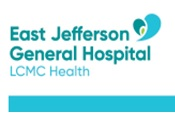 East Jefferson
General Hospital
LCMC Health